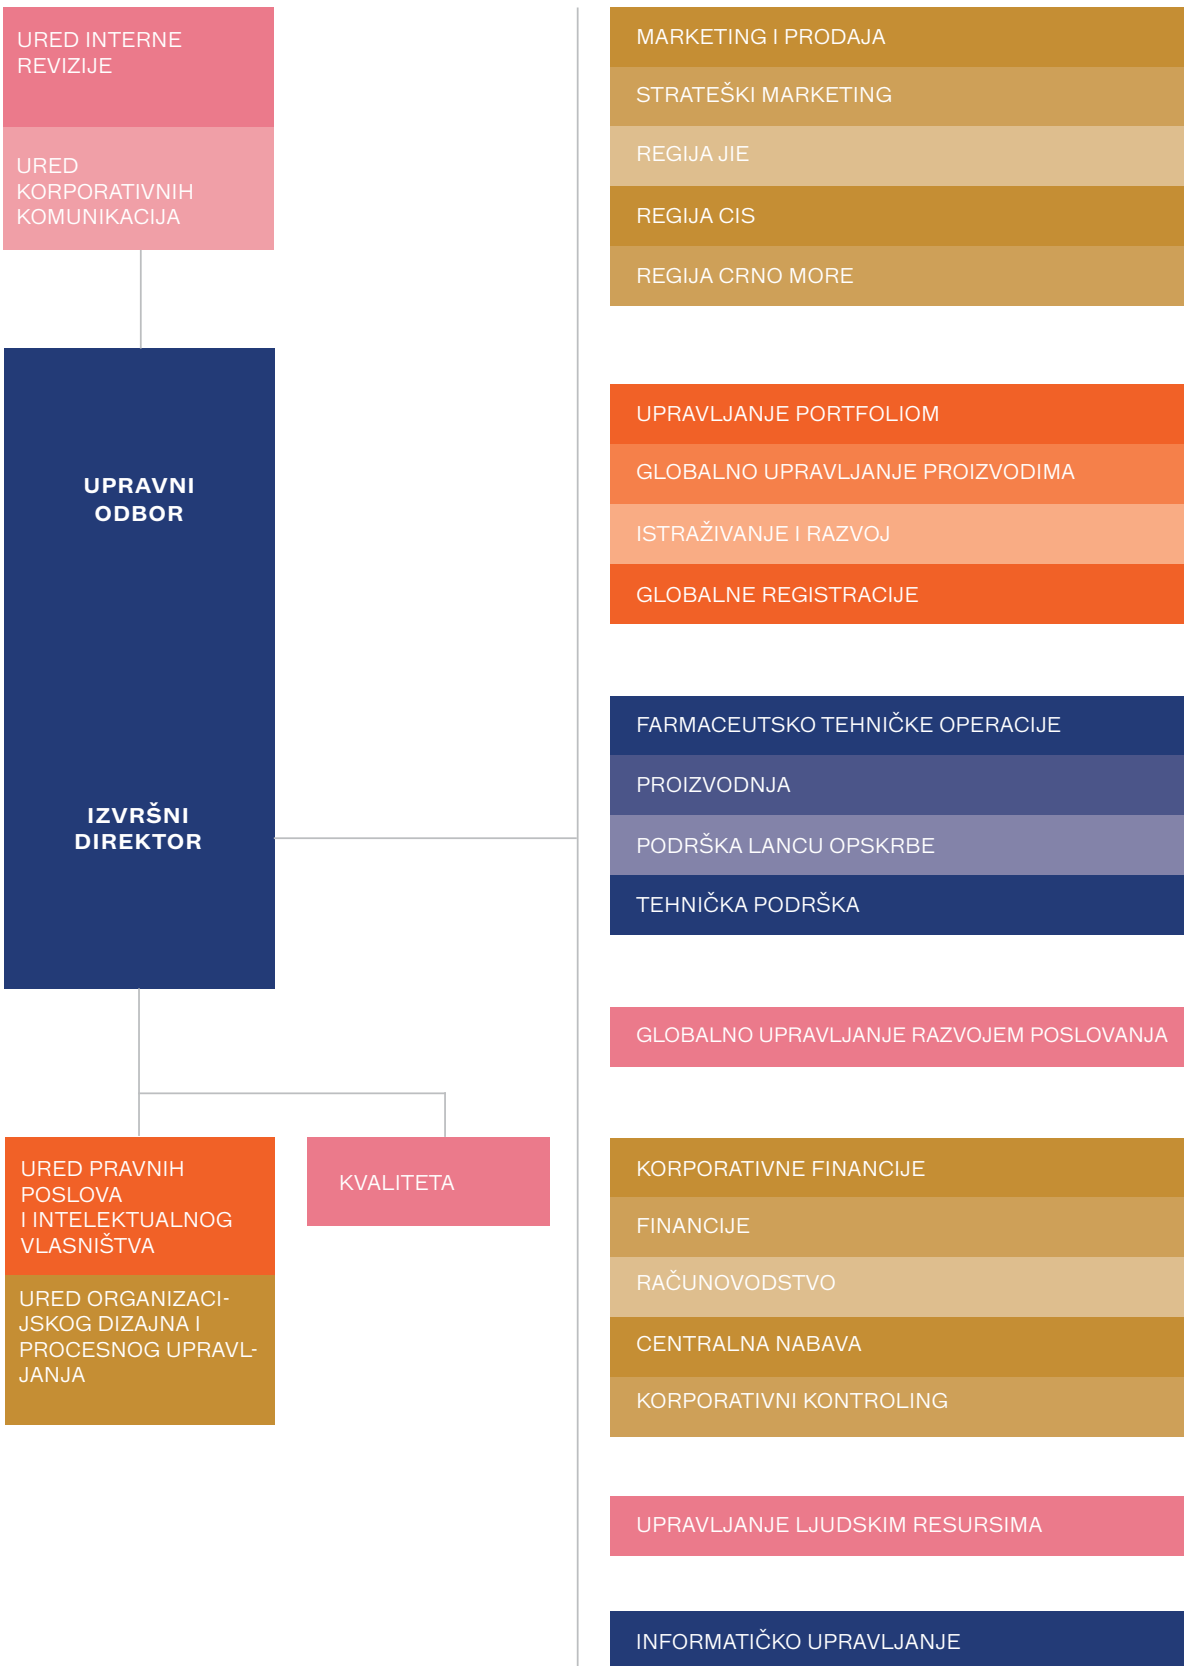 URED INTERNE
REVIZIJE
URED
KORPORATIVNIH
KOMUNIKACIJA
UPRAVNI
ODBOR
IZVRŠNI
DIREKTOR
URED PRAVNIH
POSLOVA
I INTELEKTUALNOG
VLASNIŠTVA
URED ORGANIZACI-
JSKOG DIZAJNA I
PROCESNOG UPRAVL-
JANJA
KVALITETA
MARKETING I PRODAJA
STRATEŠKI MARKETING
REGIJA JIE
REGIJA CIS
REGIJA CRNO MORE
UPRAVLJANJE PORTFOLIOM
GLOBALNO UPRAVLJANJE PROIZVODIMA
ISTRAŽIVANJE I RAZVOJ
GLOBALNE REGISTRACIJE
FARMACEUTSKO TEHNIČKE OPERACIJE
PROIZVODNJA
PODRŠKA LANCU OPSKRBE
TEHNIČKA PODRŠKA
GLOBALNO UPRAVLJANJE RAZVOJEM POSLOVANJA
KORPORATIVNE FINANCIJE
FINANCIJE
RAČUNOVODSTVO
CENTRALNA NABAVA
KORPORATIVNI KONTROLING
UPRAVLJANJE LJUDSKIM RESURSIMA
INFORMATIČKO UPRAVLJANJE